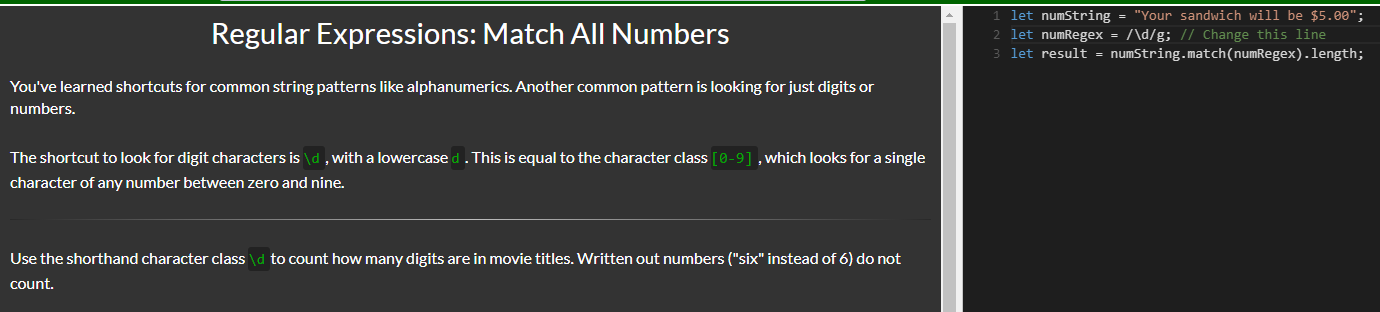 Regular Expressions: Match All Numbers
You've learned shortcuts for common string patterns like alphanumerics. Another common pattern is looking for just digits or
numbers.
The shortcut to look for digit characters is \d , with a lowercase d . This is equal to the character class [0-9] , which looks for a single
character of any number between zero and nine.
Use the shorthand character class \d to count how many digits are in movie titles. Written out numbers ("six" instead of 6) do not
count.
1 let numString = "Your sandwich will be $5.00";
2 let numRegex = /\d/g; // Change this line
3 let result = numString.match(numRegex).length;